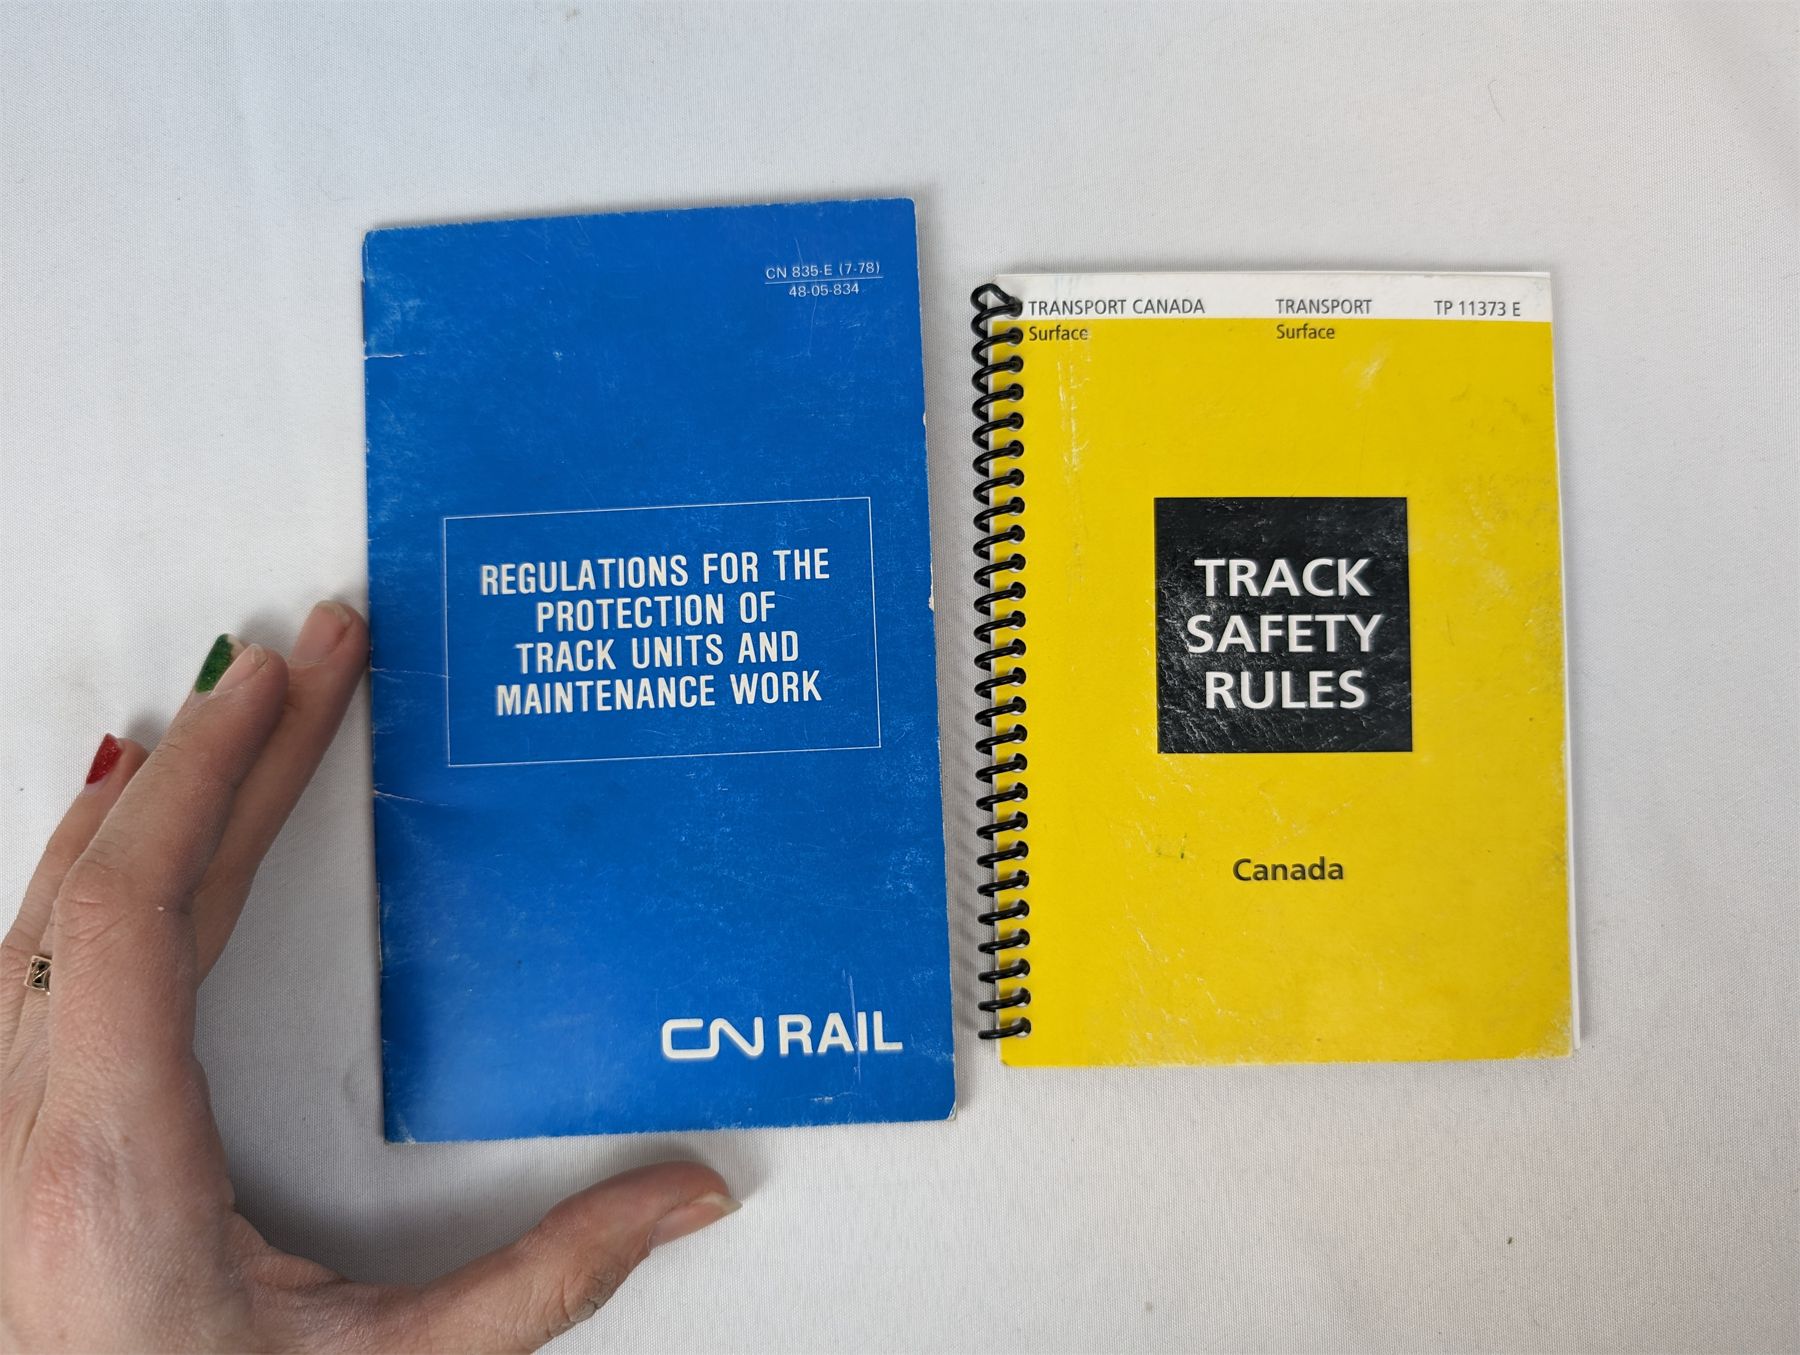 CN 835-E (7-78)
48-05-834
REGULATIONS FOR THE
PROTECTION OF
TRACK UNITS AND
MAINTENANCE WORK
CN RAIL
TRANSPORT CANADA TRANSPORT TP 11373 E
Surface Surface
TRACK
SAFETY
RULES
Canada